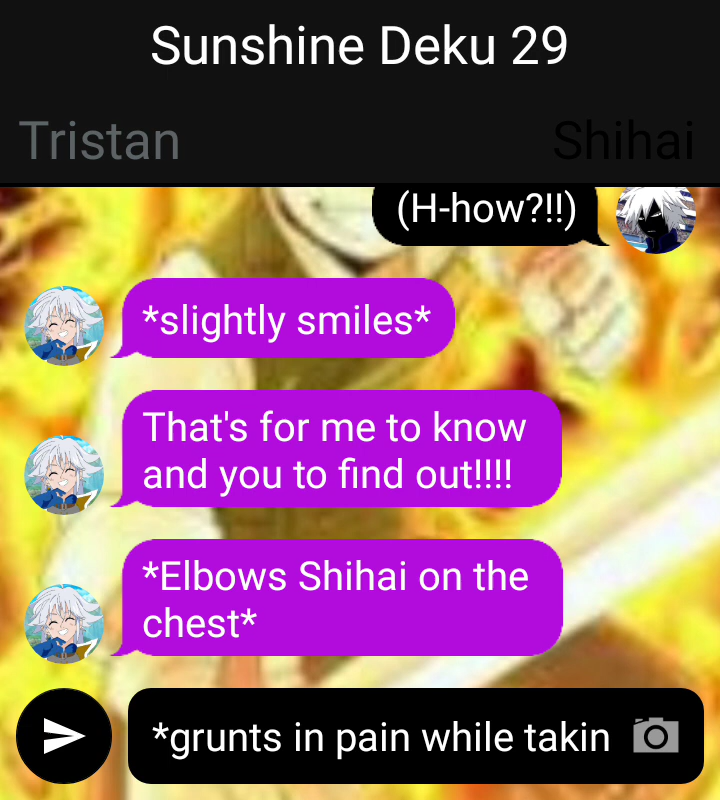 Sunshine Deku 29
Tristan
Shihai
(H-how?!!)
*slightly smiles*
That's for me to know
and you to find out!!!!
*Elbows Shihai on the
chest*
*grunts in pain while takin